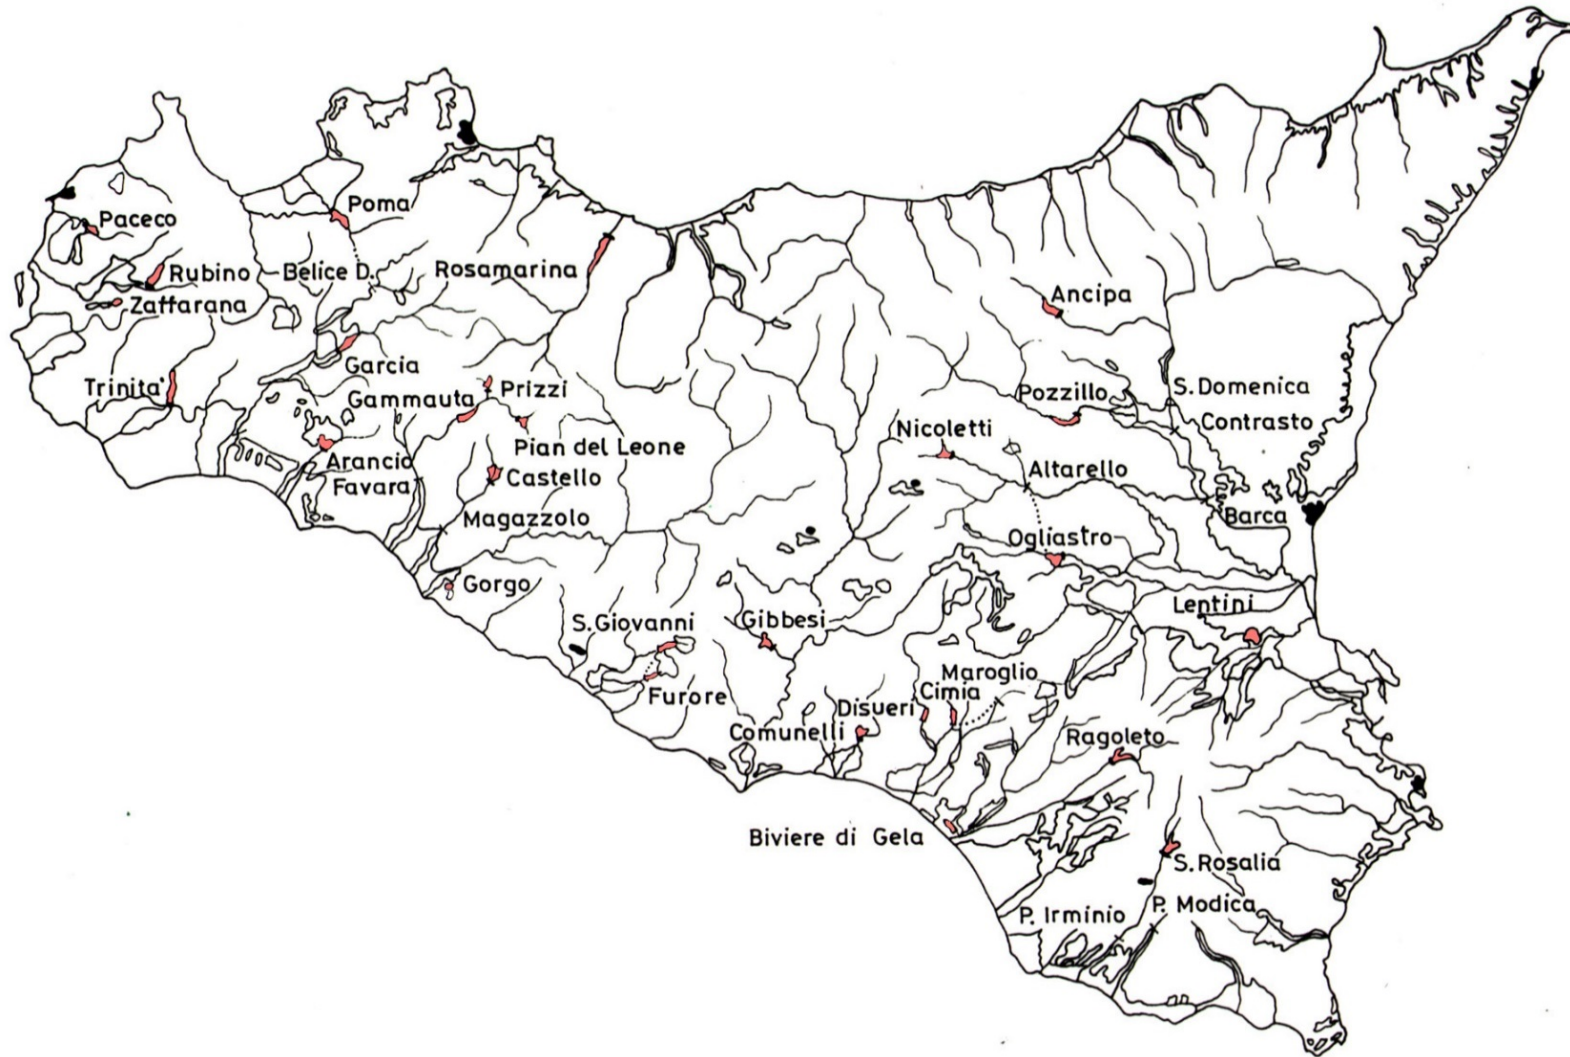 Poma
Paceco
Rubino
Belice D.
Rosamarina
Zaffarana
Ancipa
Garcia
Trinita'
Gammauta
Prizzi
Pozzillo
S. Domenica
Contrasto
Pian del Leone
Nicoletti
Arancio
Altarello
Castello
Favara
Magazzolo
Barca
Ogliastro
Gorgo
Lentini
S. Giovanni
Gibbesi
Maroglio
Furore
Cimia
Disueri
Comunelli
Ragoleto
Biviere di Gela
S. Rosalia
P. Irminio
P. Modica